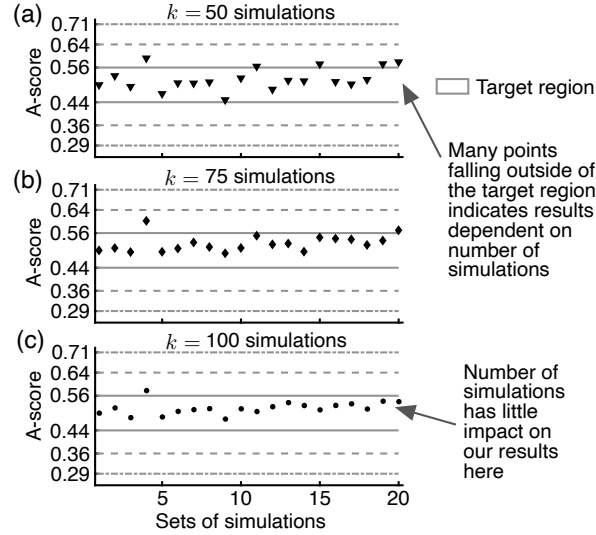 (a)
k = 50 simulations
0.71
0.64
0.56
0.44
0.36
0.29
A-score
Target region
Many points
falling outside of
the target region
indicates results
dependent on
number of
simulations
(b)
k = 75 simulations
0.71
0.64
0.56
0.44
0.36
0.29
A-score
(c)
k = 100 simulations
0.71
0.64
0.56
0.44
0.36
0.29
A-score
Number of
simulations
has little
impact on
our results
here
5 10 15 20
Sets of simulations